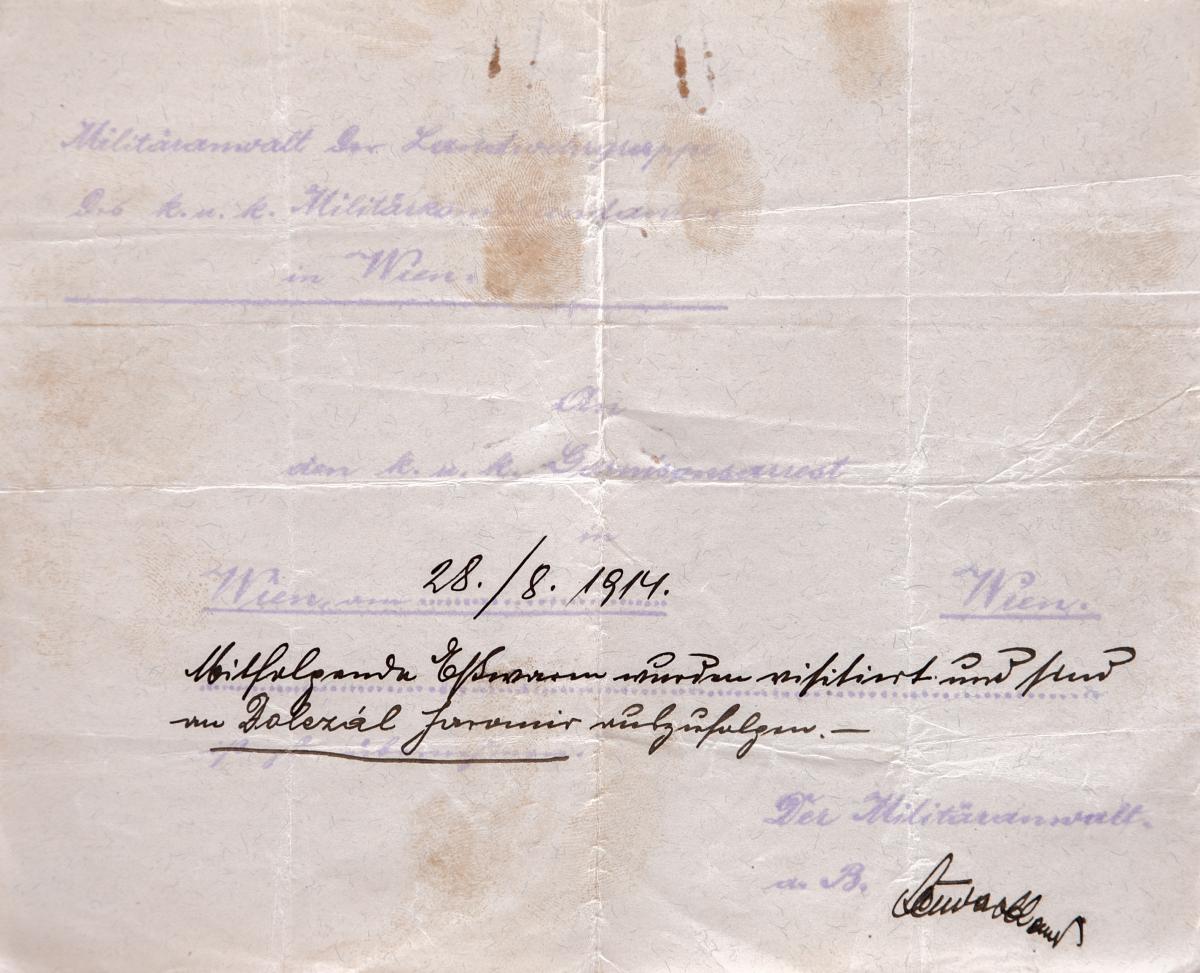 Militäranwalt der Landwehrgruppe
des k. u. k. Militärkommandanten
in Wien.
An
den k. u. k. Garnisonsarrest
in
Wien, am 28./8. 1914. Wien.
Mitfolgende Eßwaren wurden visitiert und sind
an Dolezál Jaromir auszufolgen.—
Der Militäranwalt.
a. B.